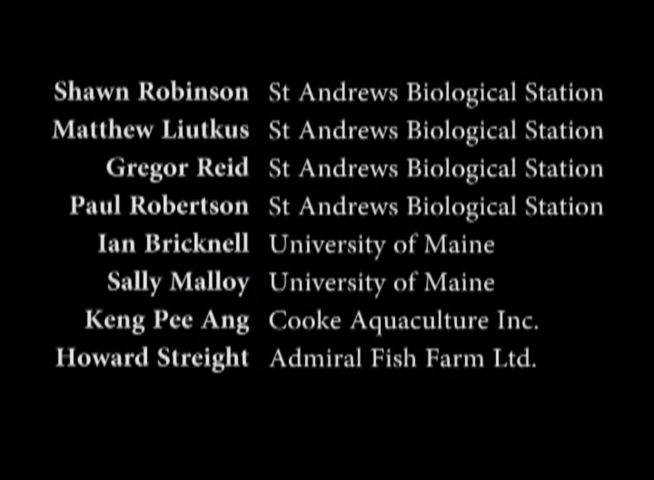 Shawn Robinson St Andrews Biological Station
Matthew Liutkus St Andrews Biological Station
Gregor Reid St Andrews Biological Station
Paul Robertson St Andrews Biological Station
Ian Bricknell University of Maine
Sally Malloy University of Maine
Keng Pee Ang Cooke Aquaculture Inc.
Howard Streight Admiral Fish Farm Ltd.